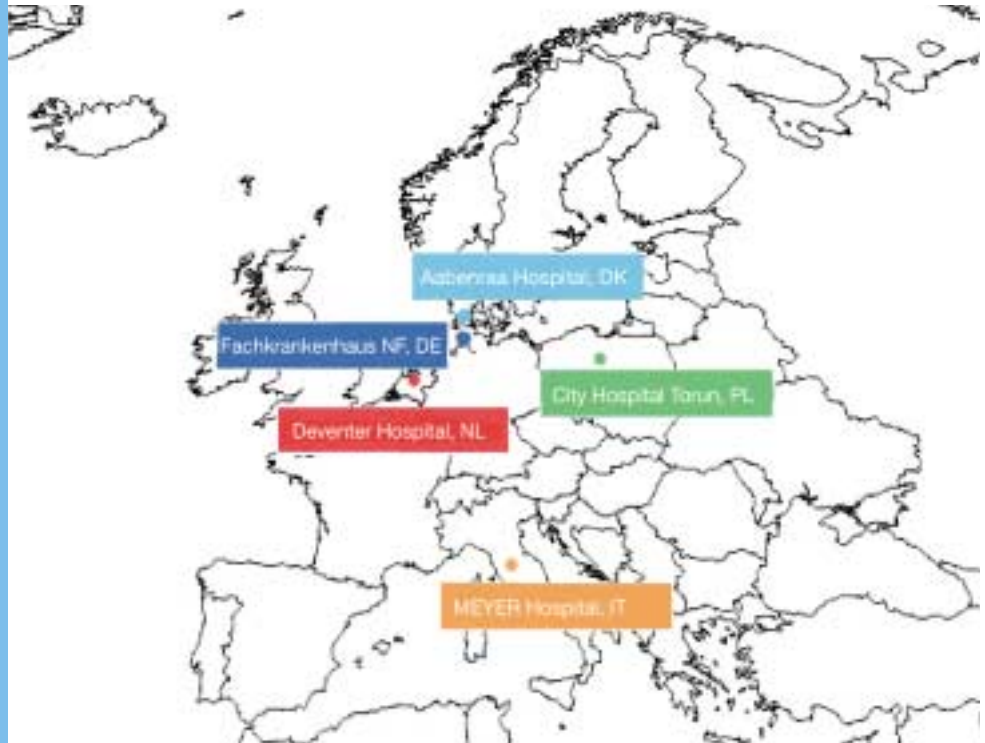 Aabenraa Hospital, DK
Fachkrankenhaus NF, DE
City Hospital Torun, PL
Deventer Hospital, NL
MEYER Hospital, IT